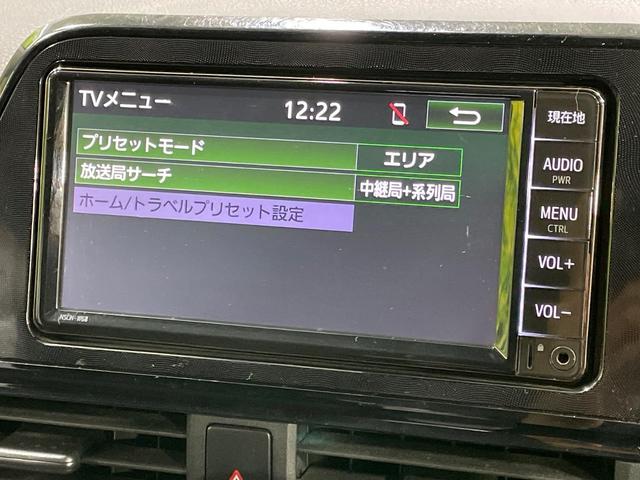 TVメニュー
12:22
プリセットモード
エリア
放送局サーチ
中継局+系列局
ホーム/トラベルプリセット設定
現在地
AUDIO
PWR
MENU
CTRL
VOL+
VOL−